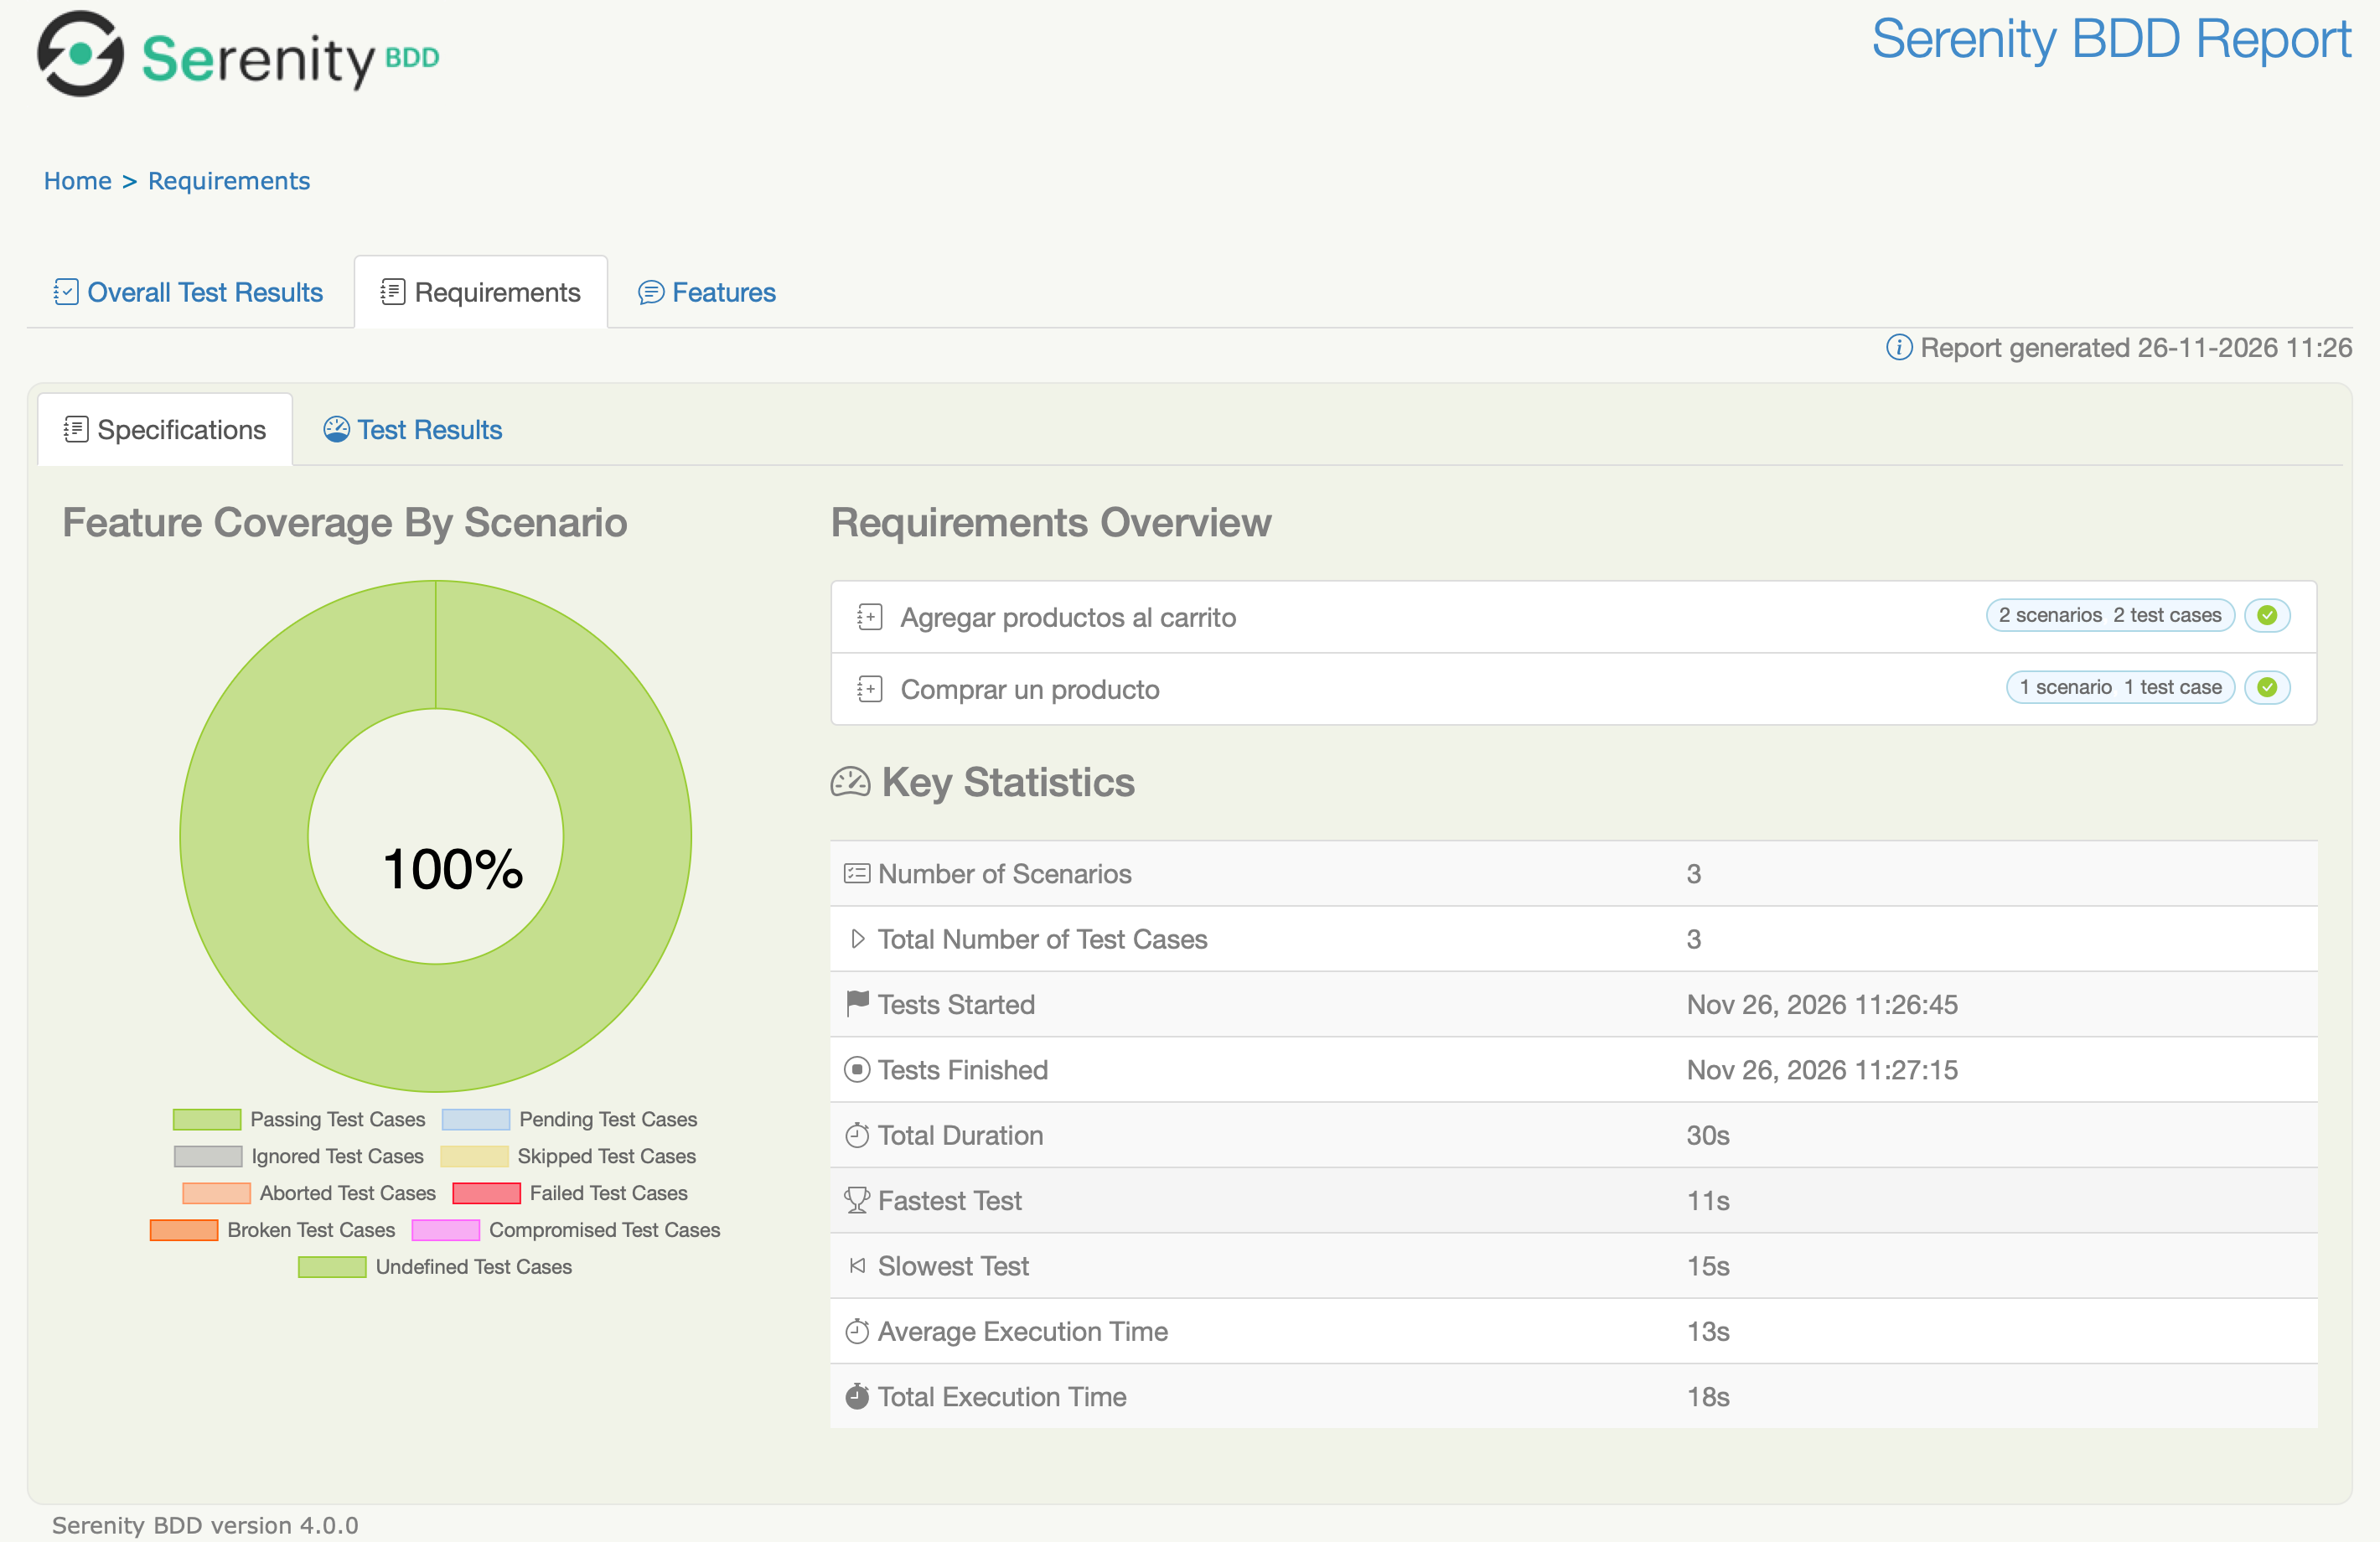 Serenity BDD
Serenity BDD Report
Home > Requirements
Overall Test Results
Requirements
Features
Report generated 26-11-2026 11:26
Specifications
Test Results
Feature Coverage By Scenario
100%
Passing Test Cases
Pending Test Cases
Ignored Test Cases
Skipped Test Cases
Aborted Test Cases
Failed Test Cases
Broken Test Cases
Compromised Test Cases
Undefined Test Cases
Requirements Overview
Agregar productos al carrito 2 scenarios 2 test cases
Comprar un producto 1 scenario 1 test case
Key Statistics
Number of Scenarios 3
Total Number of Test Cases 3
Tests Started Nov 26, 2026 11:26:45
Tests Finished Nov 26, 2026 11:27:15
Total Duration 30s
Fastest Test 11s
Slowest Test 15s
Average Execution Time 13s
Total Execution Time 18s
Serenity BDD version 4.0.0